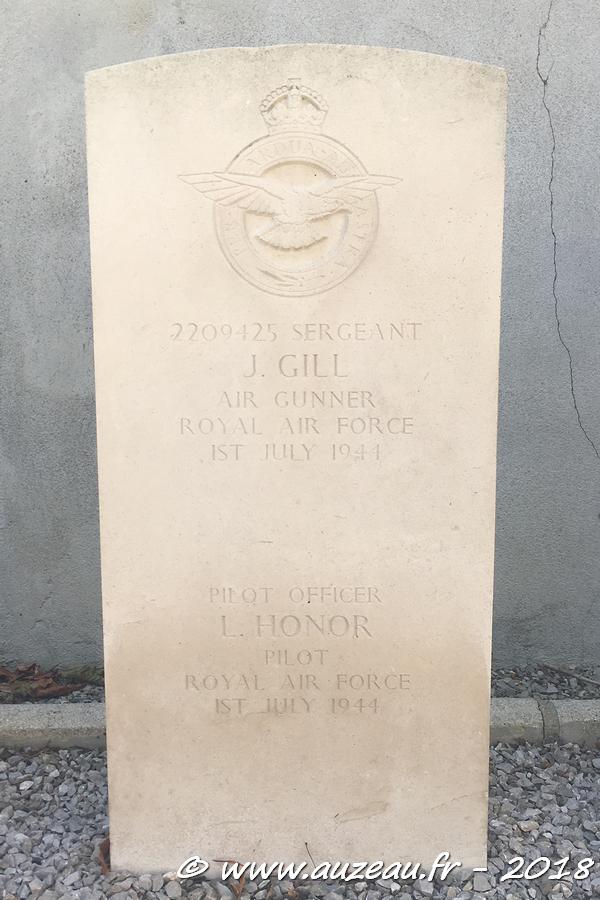 2209425 SERGEANT
J. GILL
AIR GUNNER
ROYAL AIR FORCE
1ST JULY 1944
PILOT OFFICER
L. HONOR
PILOT
ROYAL AIR FORCE
1ST JULY 1944
© www.auzeau.fr - 2018